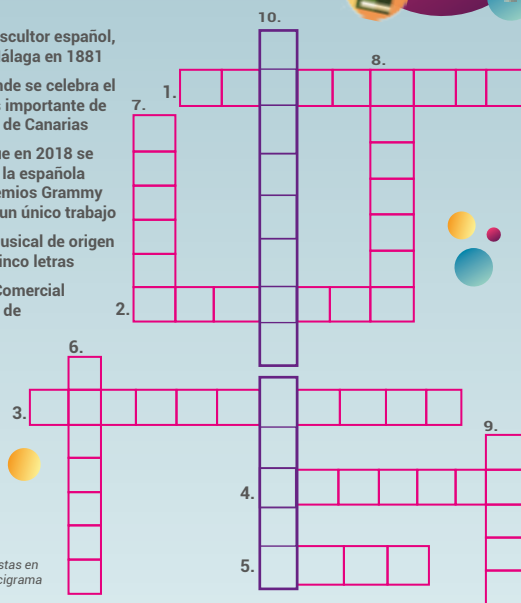 10.
scultor español,
álaga en 1881
8.
nde se celebra el
1.
s importante de
7.
de Canarias
ue en 2018 se
la española
emios Grammy
un único trabajo
usical de origen
inco letras
Comercial
de
2.
6.
3.
9.
4.
5.
stas en
cigrama